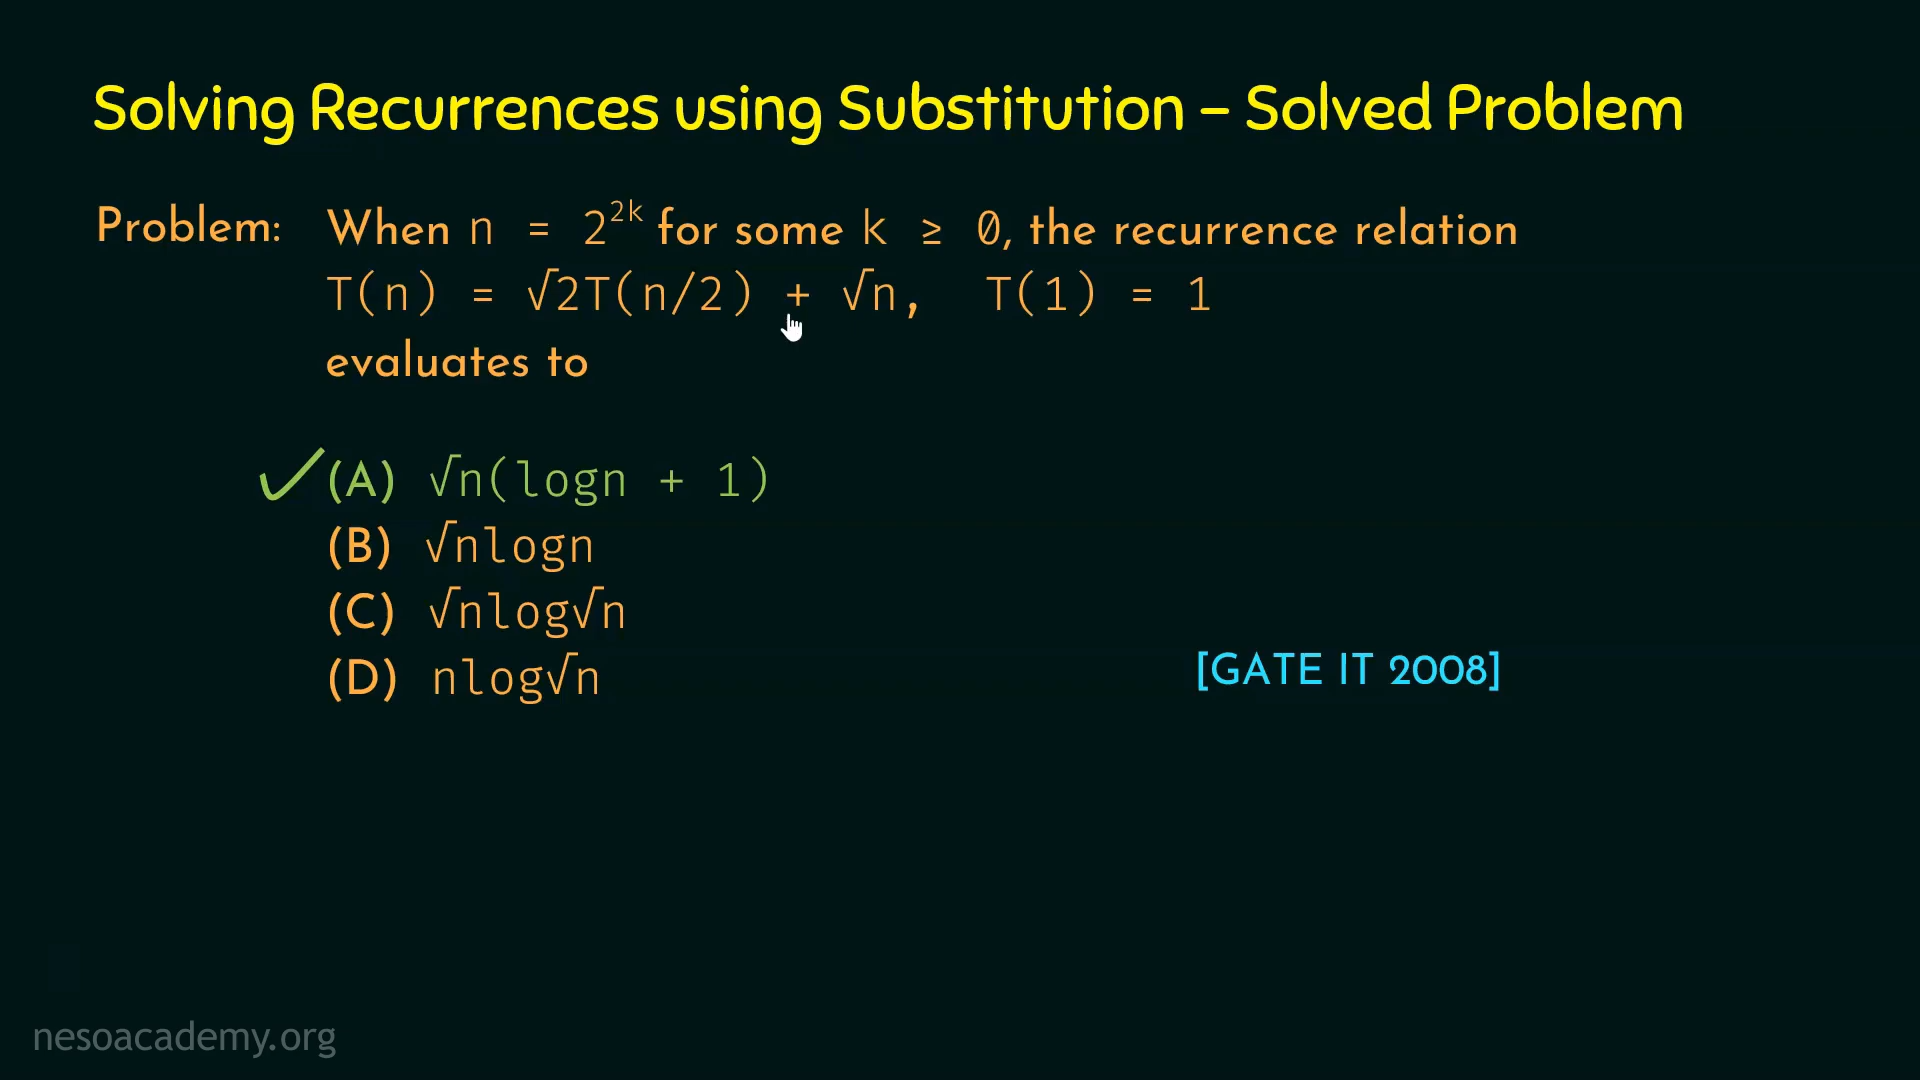 Solving Recurrences using Substitution – Solved Problem
Problem: When n = 2^2k for some k ≥ 0, the recurrence relation
T(n) = √2T(n/2) + √n, T(1) = 1
evaluates to
(A) √n(logn + 1)
(B) √nlogn
(C) √nlog√n
(D) nlog√n
[GATE IT 2008]
nesoacademy.org